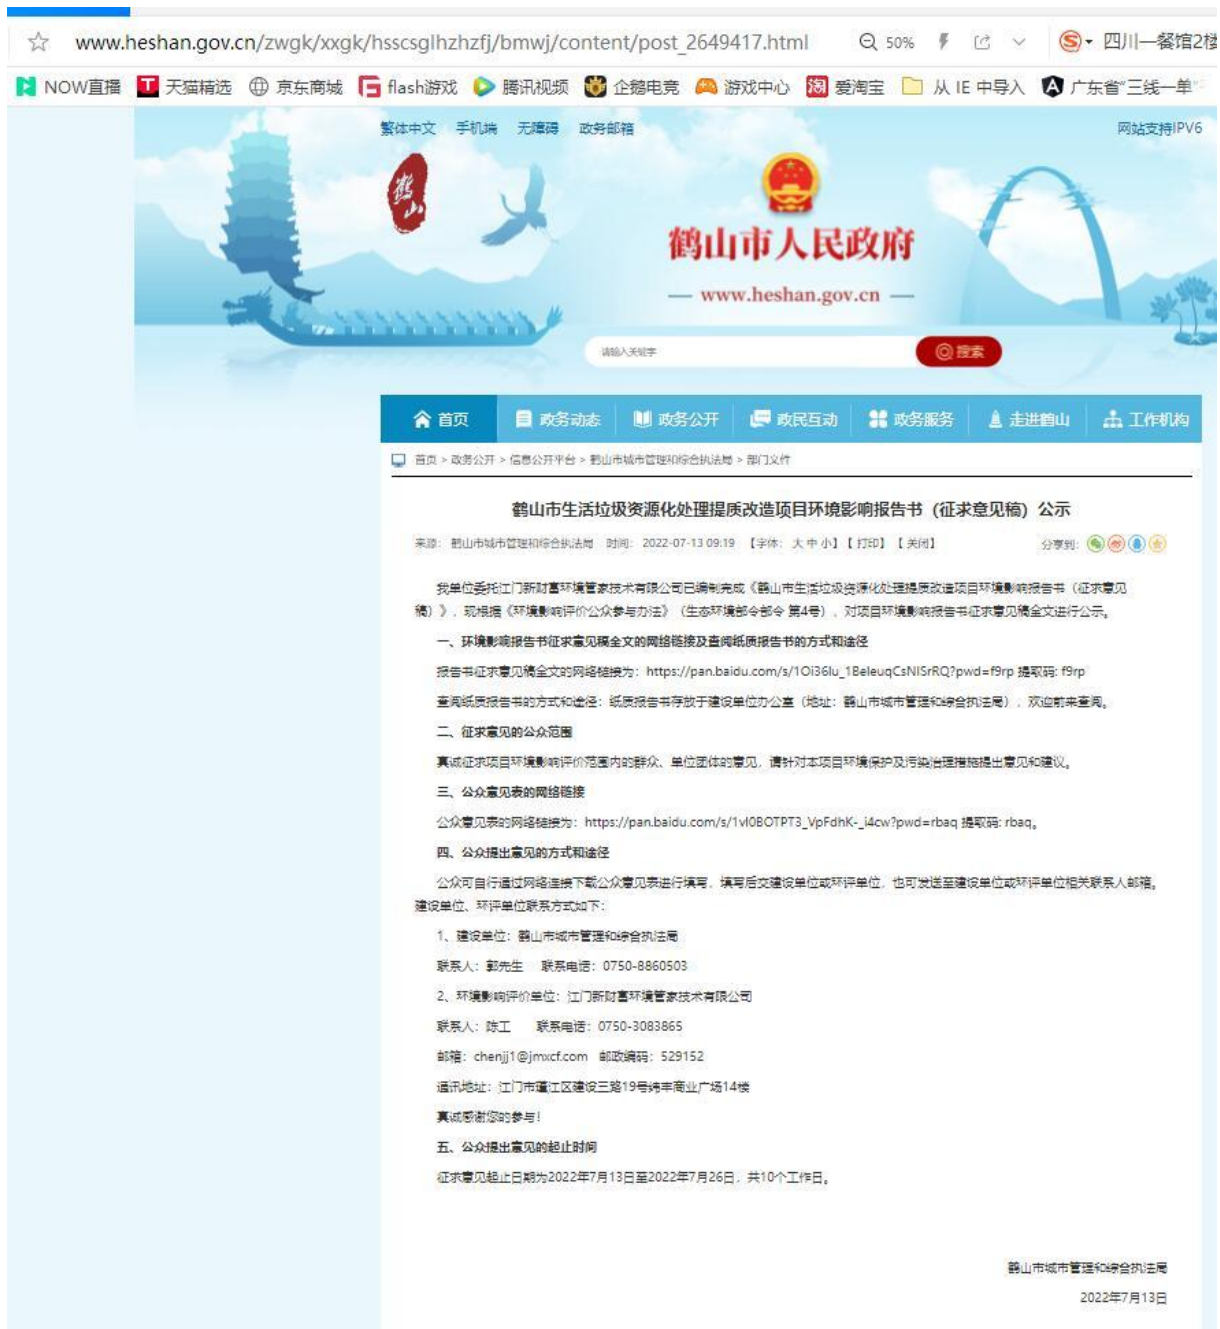 www.heshan.gov.cn/zwgk/xxgk/hsscsglhzhzfj/bmwj/content/post_2649417.html 50% 四川—餐馆2楼
NOW直播 天猫精选 京东商城 flash游戏 腾讯视频 企鹅电竞 游戏中心 爱淘宝 从 IE 中导入 广东省“三线一单”
繁体中文 手机端 无障碍 政务邮箱 网站支持IPV6
鹤山
鹤山市人民政府
— www.heshan.gov.cn —
请输入关键字 搜索
首页 政务动态 政务公开 政民互动 政务服务 走进鹤山 工作机构
首页 > 政务公开 > 信息公开平台 > 鹤山市城市管理和综合执法局 > 部门文件
鹤山市生活垃圾资源化处理提质改造项目环境影响报告书（征求意见稿）公示
来源：鹤山市城市管理和综合执法局 时间：2022-07-13 09:19 【字体：大 中 小】【打印】【关闭】 分享到：
我单位委托江门新财富环境管家技术有限公司已编制完成《鹤山市生活垃圾资源化处理提质改造项目环境影响报告书（征求意见
稿）》，现根据《环境影响评价公众参与办法》（生态环境部令部令 第4号），对项目环境影响报告书征求意见稿全文进行公示。
一、环境影响报告书征求意见稿全文的网络链接及查阅纸质报告书的方式和途径
报告书征求意见稿全文的网络链接为：https://pan.baidu.com/s/1Oi36lu_1BeleuqCsNISrRQ?pwd=f9rp 提取码: f9rp
查阅纸质报告书的方式和途径：纸质报告书存放于建设单位办公室（地址：鹤山市城市管理和综合执法局），欢迎前来查阅。
二、征求意见的公众范围
真诚征求项目环境影响评价范围内的群众、单位团体的意见，请针对本项目环境保护及污染治理措施提出意见和建议。
三、公众意见表的网络链接
公众意见表的网络链接为：https://pan.baidu.com/s/1vI0BOTPT3_VpFdhK-_i4cw?pwd=rbaq 提取码: rbaq。
四、公众提出意见的方式和途径
公众可自行通过网络连接下载公众意见表进行填写，填写后交建设单位或环评单位，也可发送至建设单位或环评单位相关联系人邮箱。
建设单位、环评单位联系方式如下：
1、建设单位：鹤山市城市管理和综合执法局
联系人：郭先生 联系电话：0750-8860503
2、环境影响评价单位：江门新财富环境管家技术有限公司
联系人：陈工 联系电话：0750-3083865
邮箱：chenjj1@jmxcf.com 邮政编码：529152
通讯地址：江门市蓬江区建设三路19号纬丰商业广场14楼
真诚感谢您的参与！
五、公众提出意见的起止时间
征求意见起止日期为2022年7月13日至2022年7月26日，共10个工作日。
鹤山市城市管理和综合执法局
2022年7月13日